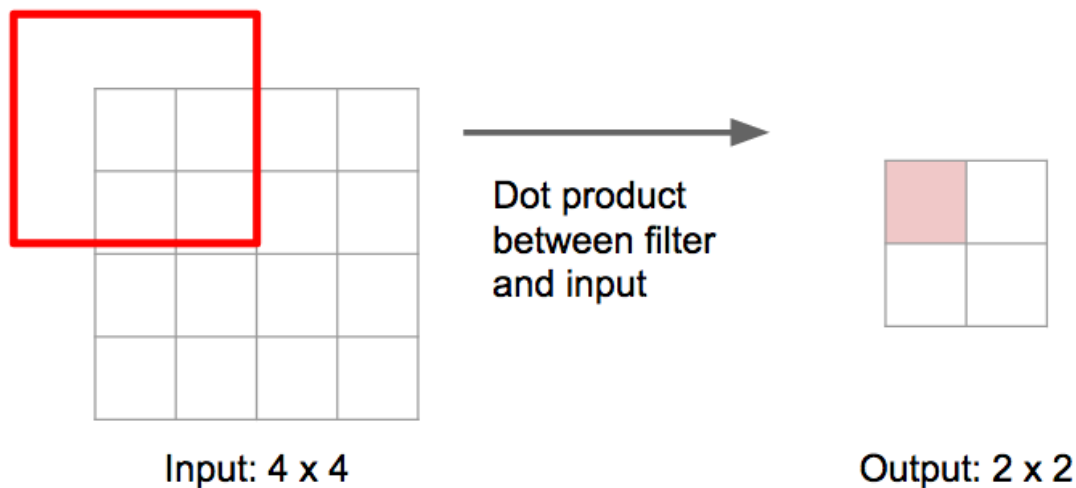 Dot product
between filter
and input
Input: 4 x 4
Output: 2 x 2